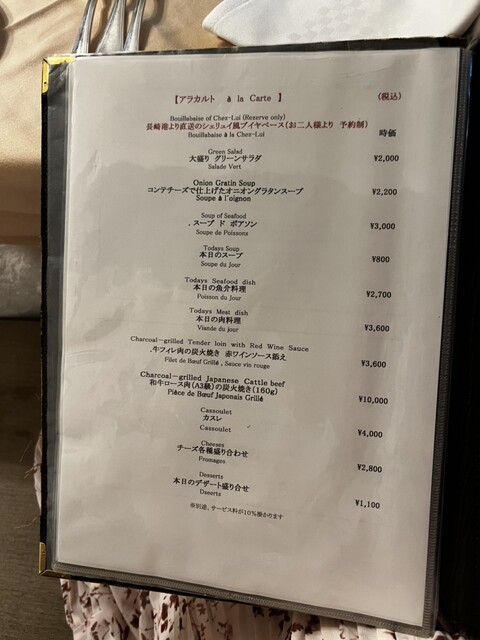 【アラカルト à la Carte 】 (税込)
Bouillabaise of Chez-Lui (Reserve only)
長崎港より直送のシェリュイ風ブイヤベース(お二人様より 予約制) 時価
Bouillabaise à la Chez-Lui
Green Salad
大盛り グリーンサラダ ¥2,000
Salade Vert
Onion Gratin Soup
コンテチーズで仕上げたオニオングラタンスープ ¥2,200
Soupe à l'oignon
Soup of Seafood
.スープ ド ポアソン ¥3,000
Soupe de Poissons
Todays Soup
本日のスープ ¥800
Soupe du Jour
Todays Seafood dish
本日の魚介料理 ¥2,700
Poisson du Jour
Todays Meat dish
本日の肉料理 ¥3,600
Viande du jour
Charcoal-grilled Tender loin with Red Wine Sauce
.牛フィレ肉の炭火焼き 赤ワインソース添え ¥3,600
Filet de Bœuf Grillé , Sauce vin rouge
Charcoal-grilled Japanese Cattle beef
和牛ロース肉(A3級)の炭火焼き(160g) ¥10,000
Pièce de Bœuf Japonais Grillé
Cassoulet
カスレ ¥4,000
Cassoulet
Cheeses
チーズ各種盛り合わせ ¥2,800
Fromages
Desserts
本日のデザート盛り合せ ¥1,100
Dseerts
※別途、サービス料が10%掛かります